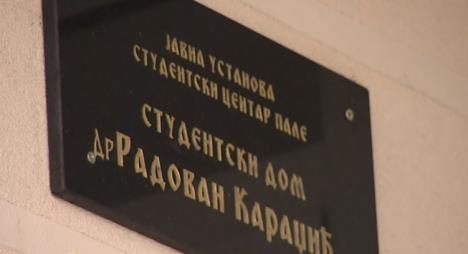 ЈАВНА УСТАНОВА
СТУДЕНТСКИ ЦЕНТАР ПАЛЕ
СТУДЕНТСКИ ДОМ
ДР РАДОВАН КАРАЏИЋ